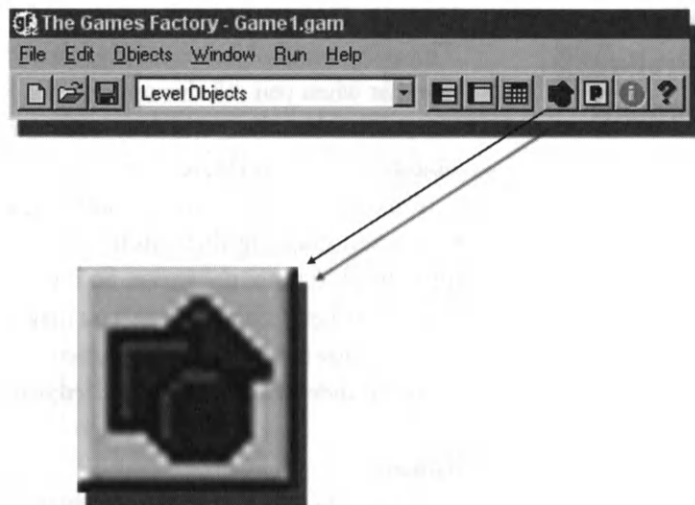 The Games Factory - Game1.gam
File Edit Objects Window Run Help
Level Objects